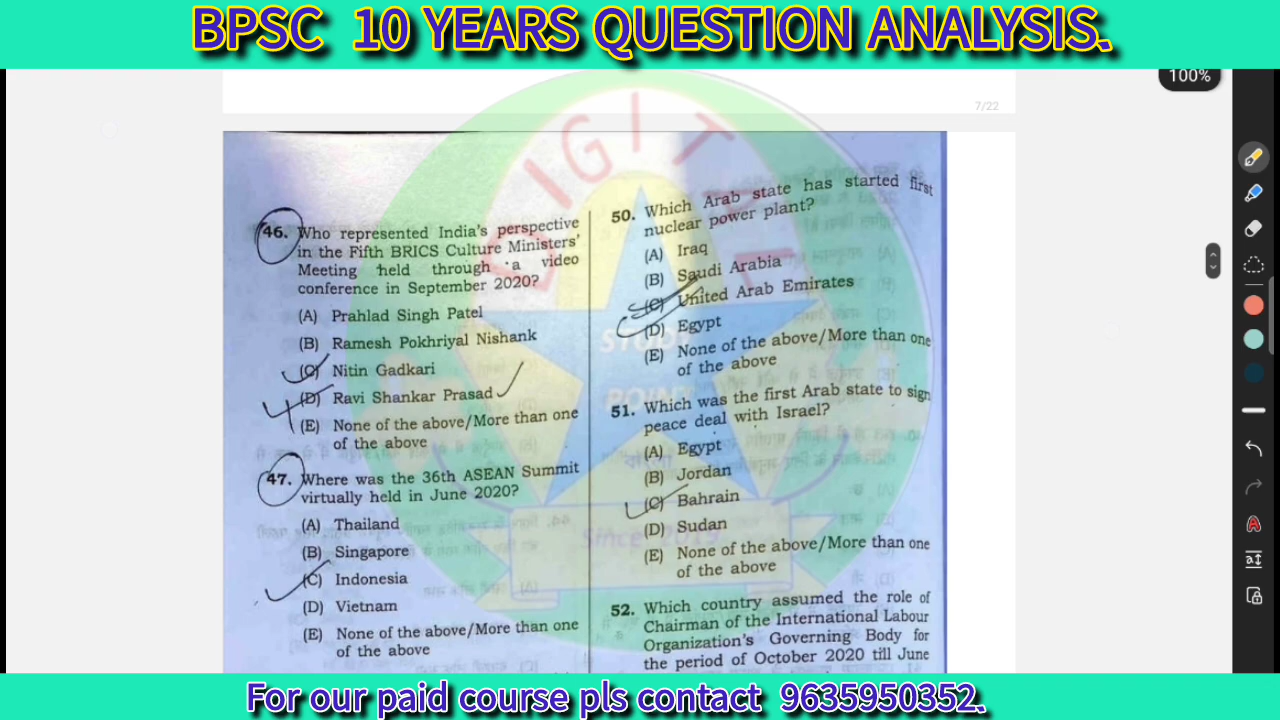 BPSC 10 YEARS QUESTION ANALYSIS.
100%
7/22
46. Who represented India's perspective
in the Fifth BRICS Culture Ministers'
Meeting held through a video
conference in September 2020?
(A) Prahlad Singh Patel
(B) Ramesh Pokhriyal Nishank
(C) Nitin Gadkari
(D) Ravi Shankar Prasad
(E) None of the above/More than one
of the above
47. Where was the 36th ASEAN Summit
virtually held in June 2020?
(A) Thailand
(B) Singapore
(C) Indonesia
(D) Vietnam
(E) None of the above/More than one
of the above
50. Which Arab state has started first
nuclear power plant?
(A) Iraq
(B) Saudi Arabia
(C) United Arab Emirates
(D) Egypt
(E) None of the above/More than one
of the above
51. Which was the first Arab state to sign
peace deal with Israel?
(A) Egypt
(B) Jordan
(C) Bahrain
(D) Sudan
(E) None of the above/More than one
of the above
52. Which country assumed the role of
Chairman of the International Labour
Organization's Governing Body for
the period of October 2020 till June
DIGITAL
STUDY
POINT
বাংলা
Since 2019
For our paid course pls contact 9635950352.